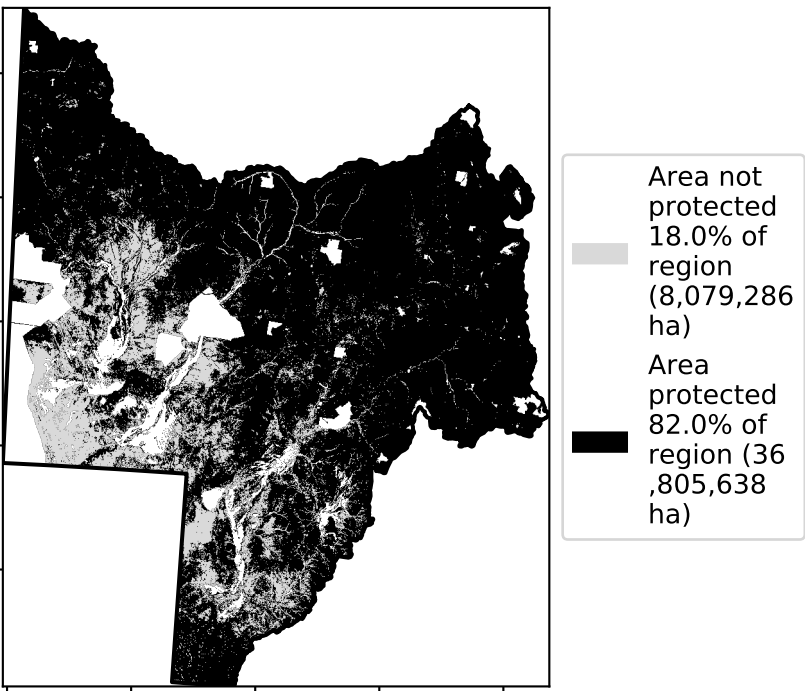 Area not
protected
18.0% of
region
(8,079,286
ha)
Area
protected
82.0% of
region (36
,805,638
ha)